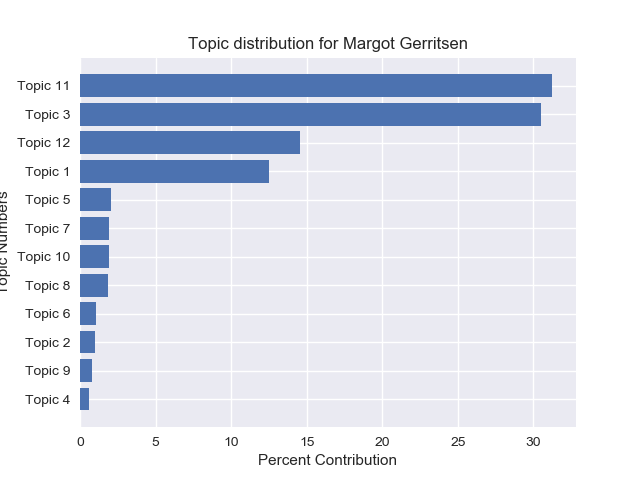 Topic distribution for Margot Gerritsen
Topic 11
Topic 3
Topic 12
Topic 1
Topic 5
Topic 7
Topic 10
Topic 8
Topic 6
Topic 2
Topic 9
Topic 4
Topic Numbers
0 5 10 15 20 25 30
Percent Contribution